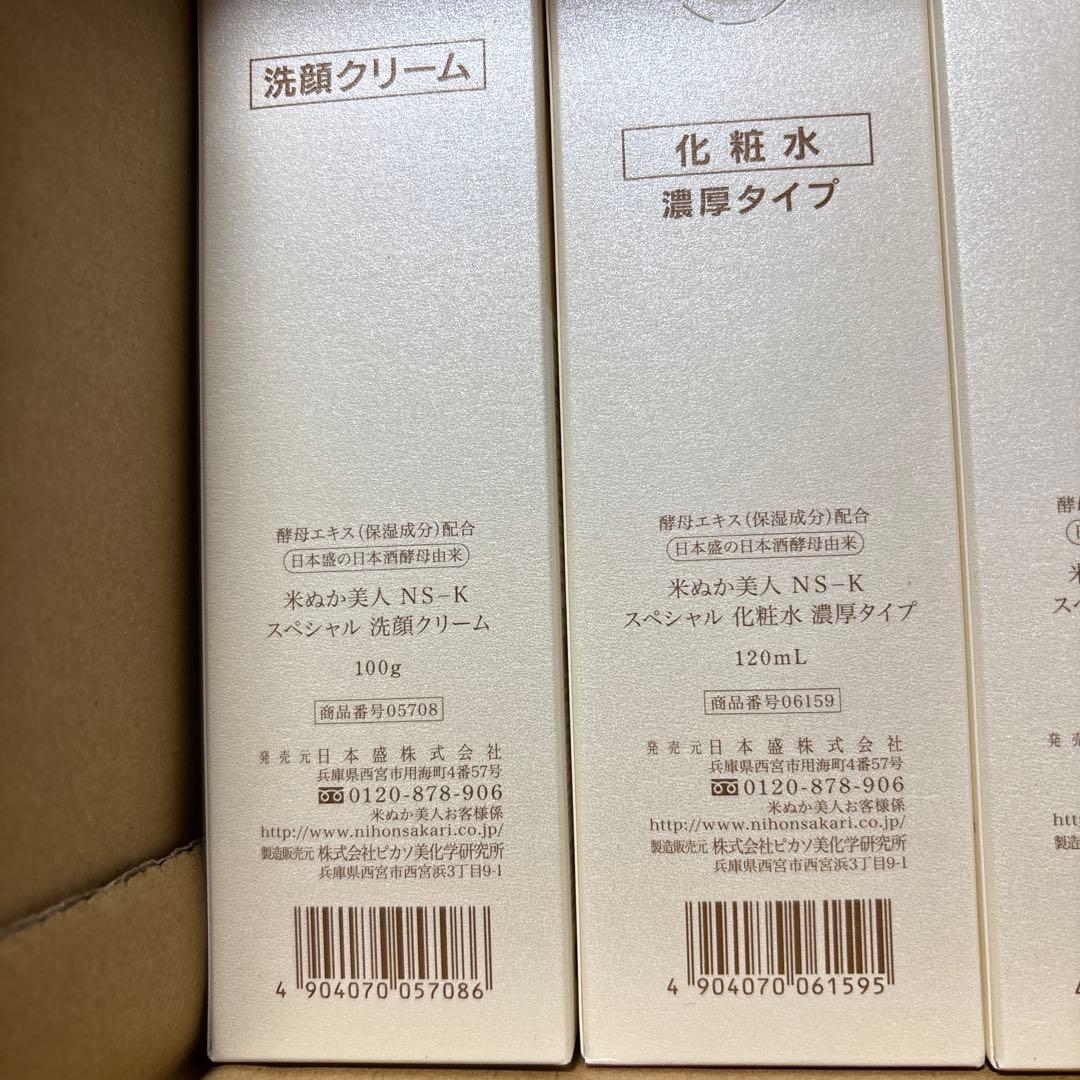 洗顔クリーム
酵母エキス(保湿成分)配合
日本盛の日本酒酵母由来
米ぬか美人 NS-K
スペシャル 洗顔クリーム
100g
商品番号05708
発売元 日本盛株式会社
兵庫県西宮市用海町4番57号
0120-878-906
米ぬか美人お客様係
http://www.nihonsakari.co.jp/
製造販売元 株式会社ピカソ美化学研究所
兵庫県西宮市西宮浜3丁目9-1
4 904070 057086
化粧水
濃厚タイプ
酵母エキス(保湿成分)配合
日本盛の日本酒酵母由来
米ぬか美人 NS-K
スペシャル 化粧水 濃厚タイプ
120mL
商品番号06159
発売元 日本盛株式会社
兵庫県西宮市用海町4番57号
0120-878-906
米ぬか美人お客様係
http://www.nihonsakari.co.jp/
製造販売元 株式会社ピカソ美化学研究所
兵庫県西宮市西宮浜3丁目9-1
4 904070 061595